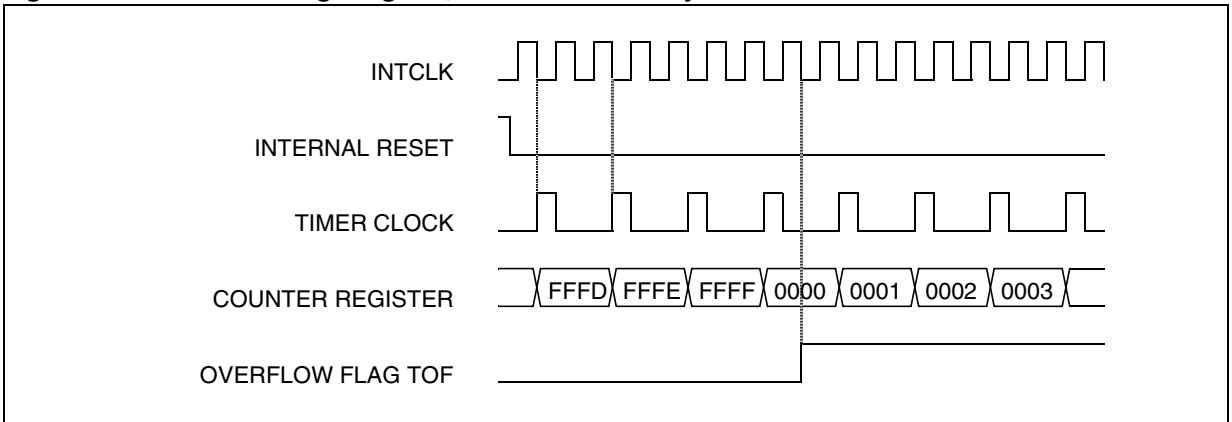 INTCLK
INTERNAL RESET
TIMER CLOCK
COUNTER REGISTER FFFD FFFE FFFF 0000 0001 0002 0003
OVERFLOW FLAG TOF